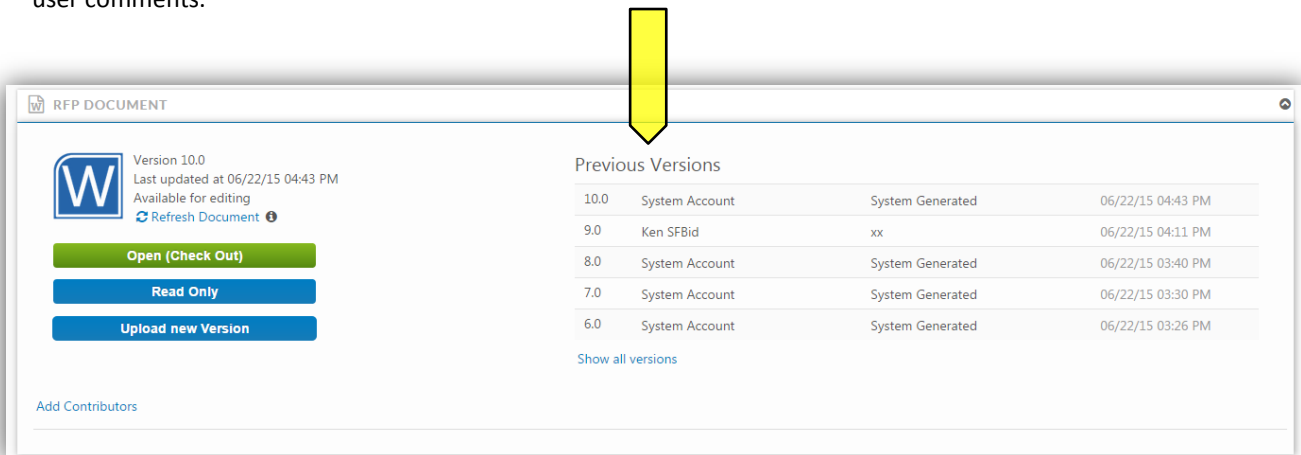 user comments.
RFP DOCUMENT
Version 10.0
Last updated at 06/22/15 04:43 PM
Available for editing
Refresh Document
Open (Check Out)
Read Only
Upload new Version
Add Contributors
Previous Versions
10.0 System Account System Generated 06/22/15 04:43 PM
9.0 Ken SFBid xx 06/22/15 04:11 PM
8.0 System Account System Generated 06/22/15 03:40 PM
7.0 System Account System Generated 06/22/15 03:30 PM
6.0 System Account System Generated 06/22/15 03:26 PM
Show all versions